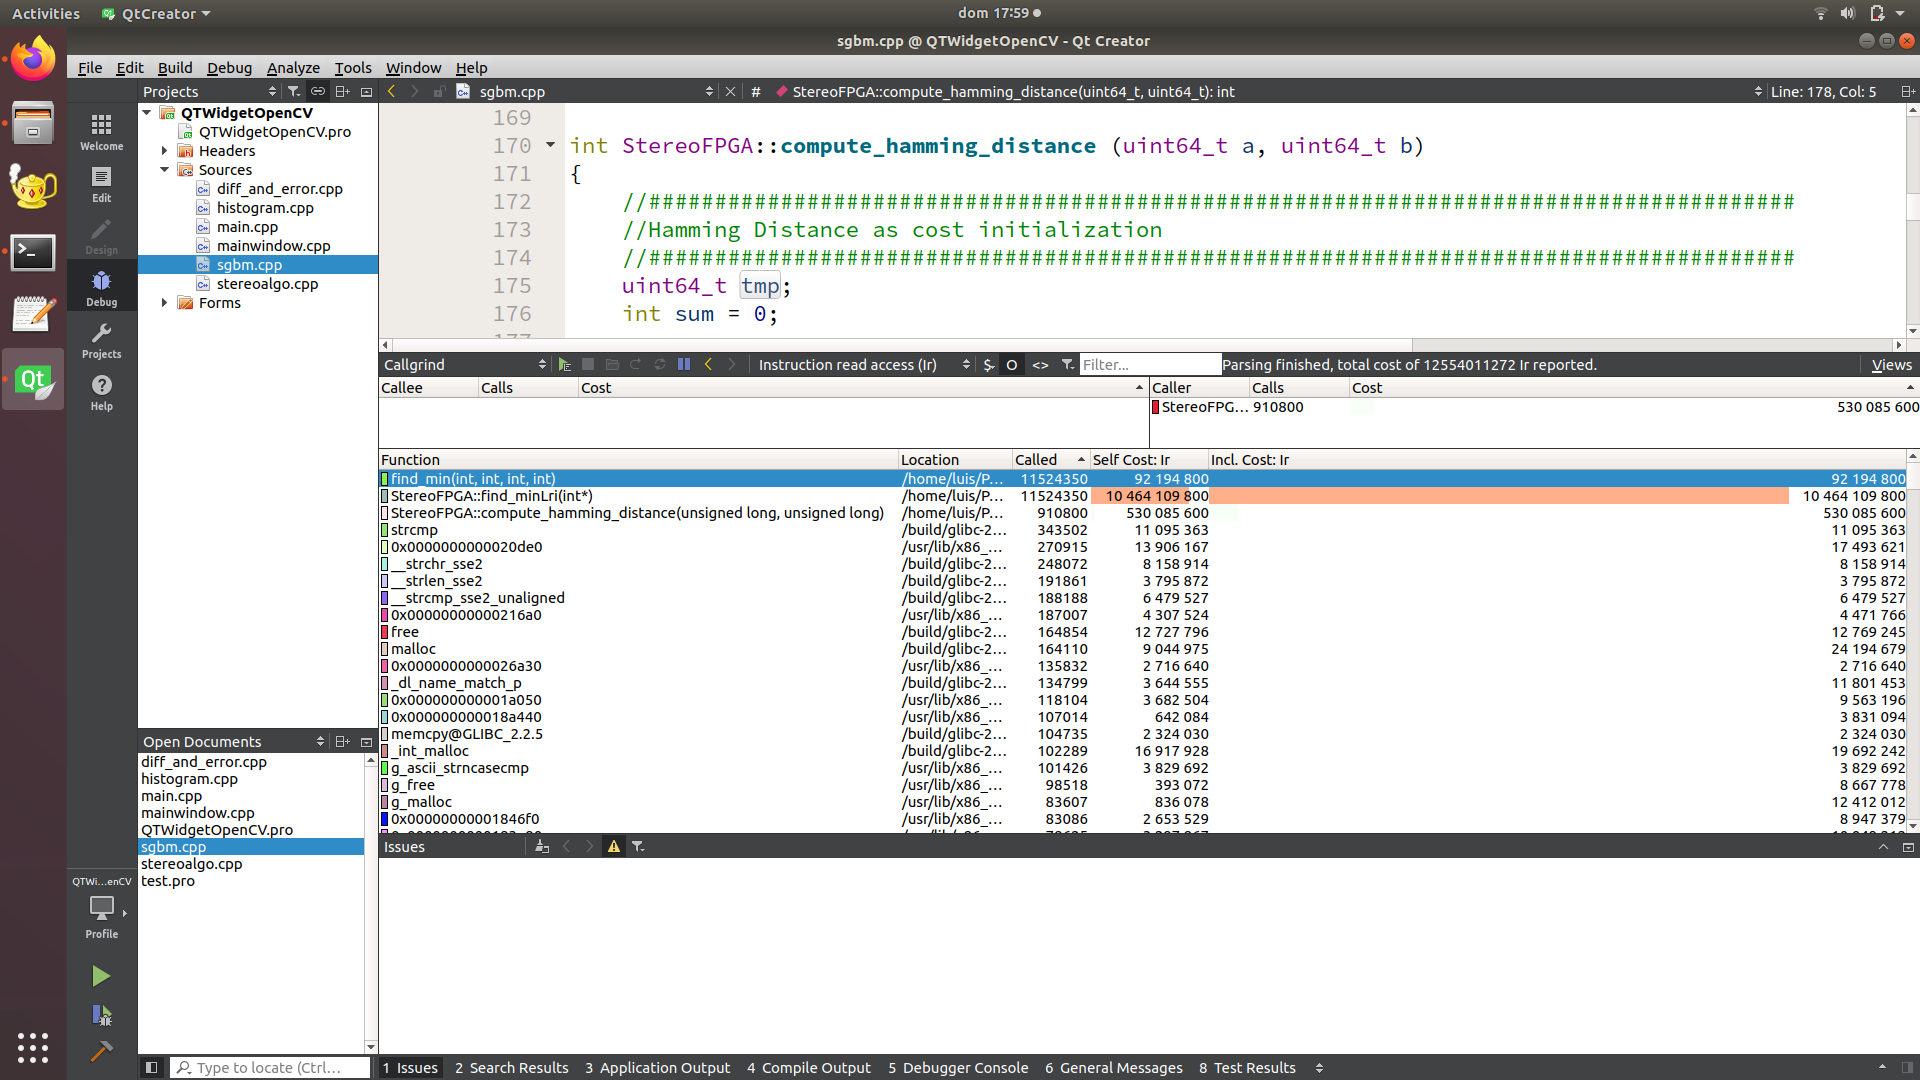 Activities QtCreator dom 17:59
sgbm.cpp @ QTWidgetOpenCV - Qt Creator
File Edit Build Debug Analyze Tools Window Help
Projects sgbm.cpp # StereoFPGA::compute_hamming_distance(uint64_t, uint64_t): int Line: 178, Col: 5
Welcome
Edit
Design
Debug
Projects
Help
QTWidgetOpenCV
QTWidgetOpenCV.pro
Headers
Sources
diff_and_error.cpp
histogram.cpp
main.cpp
mainwindow.cpp
sgbm.cpp
stereoalgo.cpp
Forms
169
170 int StereoFPGA::compute_hamming_distance (uint64_t a, uint64_t b)
171 {
172 //#######################################################################################
173 //Hamming Distance as cost initialization
174 //#######################################################################################
175 uint64_t tmp;
176 int sum = 0;
177
Callgrind Instruction read access (Ir) $ O <> Filter... Parsing finished, total cost of 12554011272 Ir reported. Views
Callee Calls Cost Caller Calls Cost
StereoFPG... 910800 530 085 600
Function Location Called Self Cost: Ir Incl. Cost: Ir
find_min(int, int, int, int) /home/luis/P... 11524350 92 194 800 92 194 800
StereoFPGA::find_minLri(int*) /home/luis/P... 11524350 10 464 109 800 10 464 109 800
StereoFPGA::compute_hamming_distance(unsigned long, unsigned long) /home/luis/P... 910800 530 085 600 530 085 600
strcmp /build/glibc-2... 343502 11 095 363 11 095 363
0x0000000000020de0 /usr/lib/x86_... 270915 13 906 167 17 493 621
__strchr_sse2 /build/glibc-2... 248072 8 158 914 8 158 914
__strlen_sse2 /build/glibc-2... 191861 3 795 872 3 795 872
__strcmp_sse2_unaligned /build/glibc-2... 188188 6 479 527 6 479 527
0x00000000000216a0 /usr/lib/x86_... 187007 4 307 524 4 471 766
free /build/glibc-2... 164854 12 727 796 12 769 245
malloc /build/glibc-2... 164110 9 044 975 24 194 679
0x0000000000026a30 /usr/lib/x86_... 135832 2 716 640 2 716 640
_dl_name_match_p /build/glibc-2... 134799 3 644 555 11 801 453
0x000000000001a050 /usr/lib/x86_... 118104 3 682 504 9 563 196
0x000000000018a440 /usr/lib/x86_... 107014 642 084 3 831 094
memcpy@GLIBC_2.2.5 /build/glibc-2... 104735 2 324 030 2 324 030
_int_malloc /build/glibc-2... 102289 16 917 928 19 692 242
g_ascii_strncasecmp /usr/lib/x86_... 101426 3 829 692 3 829 692
g_free /usr/lib/x86_... 98518 393 072 8 667 778
g_malloc /usr/lib/x86_... 83607 836 078 12 412 012
0x00000000001846f0 /usr/lib/x86_... 83086 2 653 529 8 947 379
Open Documents
diff_and_error.cpp
histogram.cpp
main.cpp
mainwindow.cpp
QTWidgetOpenCV.pro
sgbm.cpp
stereoalgo.cpp
test.pro
Issues
QTWi...enCV
Profile
Type to locate (Ctrl... 1 Issues 2 Search Results 3 Application Output 4 Compile Output 5 Debugger Console 6 General Messages 8 Test Results
Qt